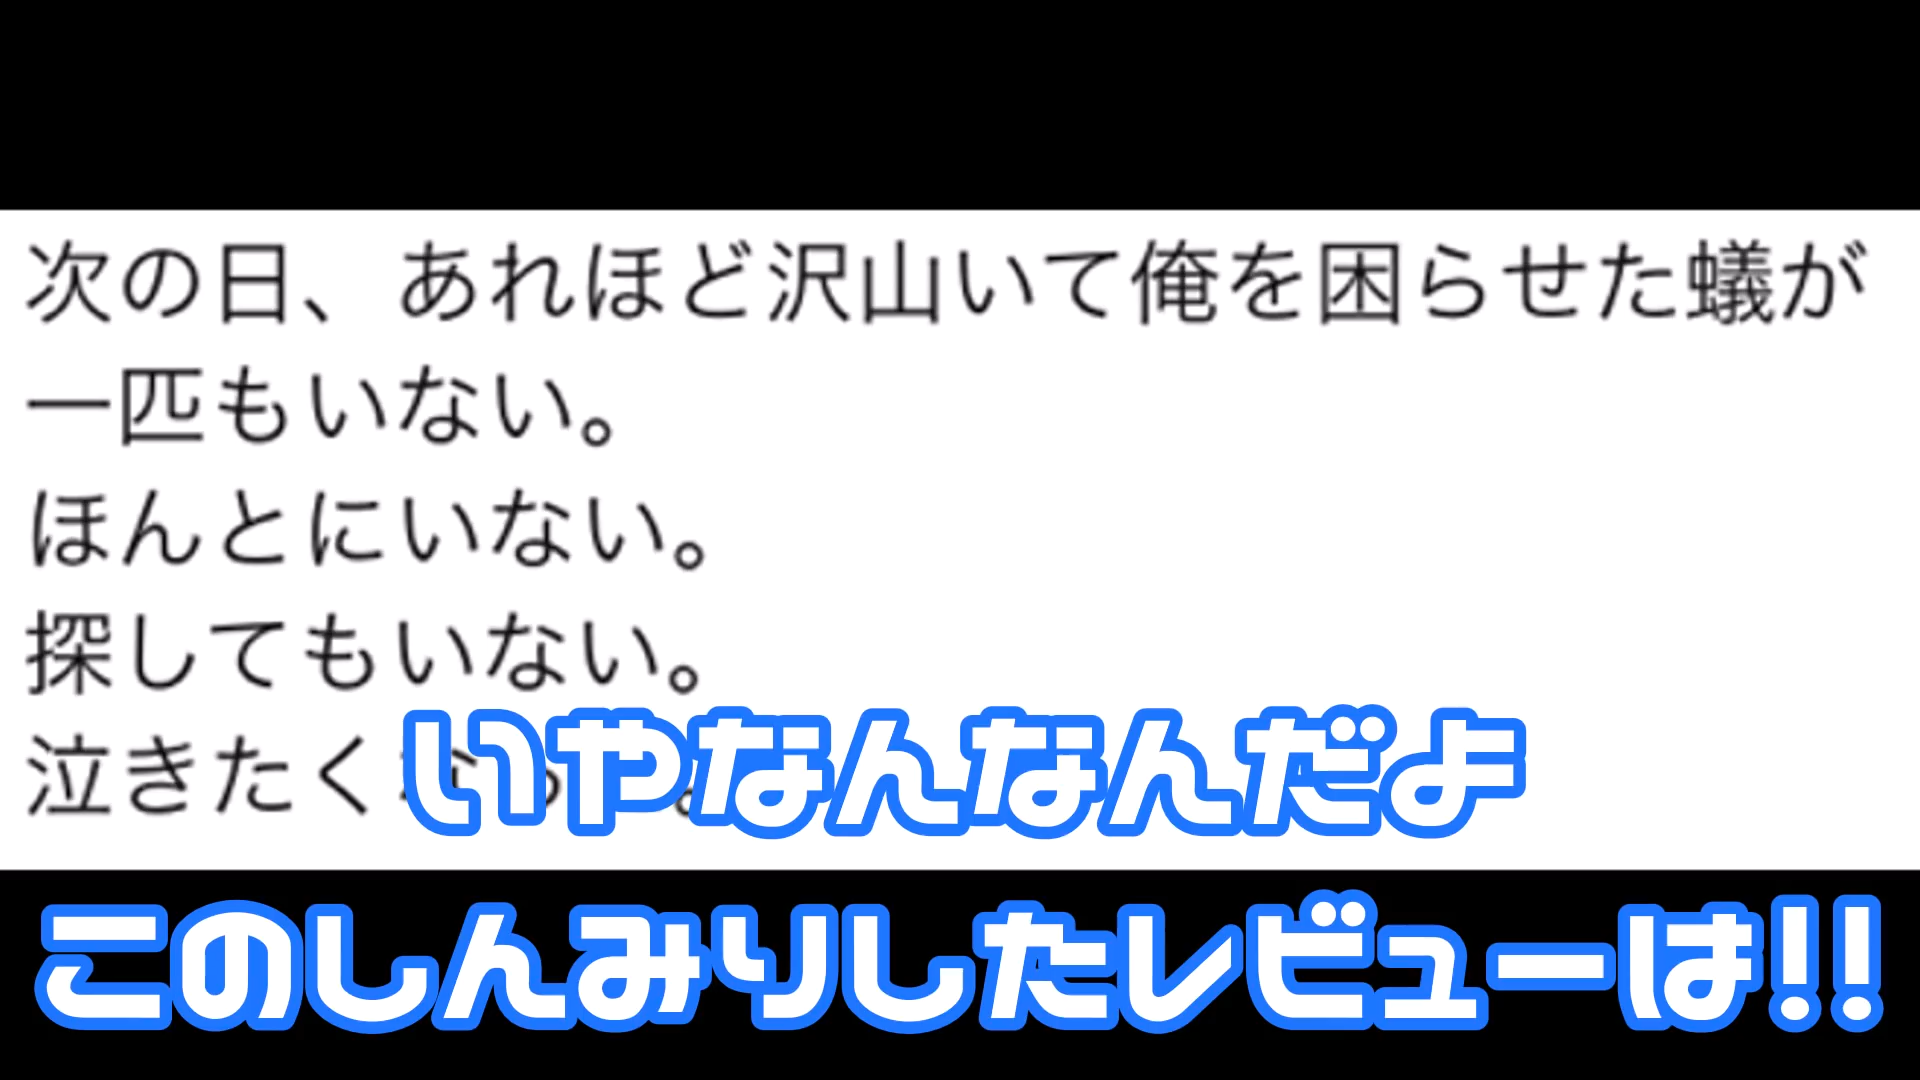 次の日、あれほど沢山いて俺を困らせた蟻が
一匹もいない。
ほんとにいない。
探してもいない。
泣きたく
いやなんなんだよ
このしんみりしたレビューは!!